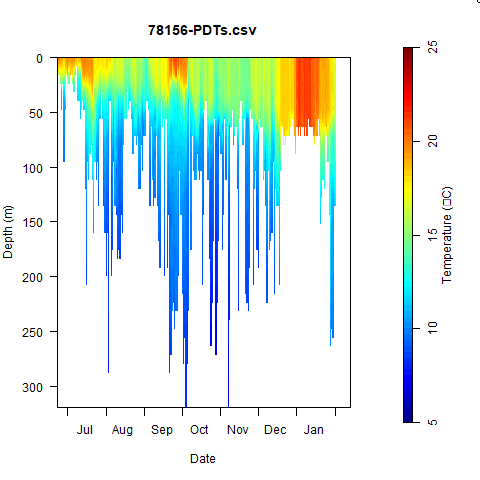 78156-PDTs.csv
0
50
100
150
200
250
300
Depth (m)
Jul Aug Sep Oct Nov Dec Jan
Date
25
20
15
10
5
Temperature (□C)